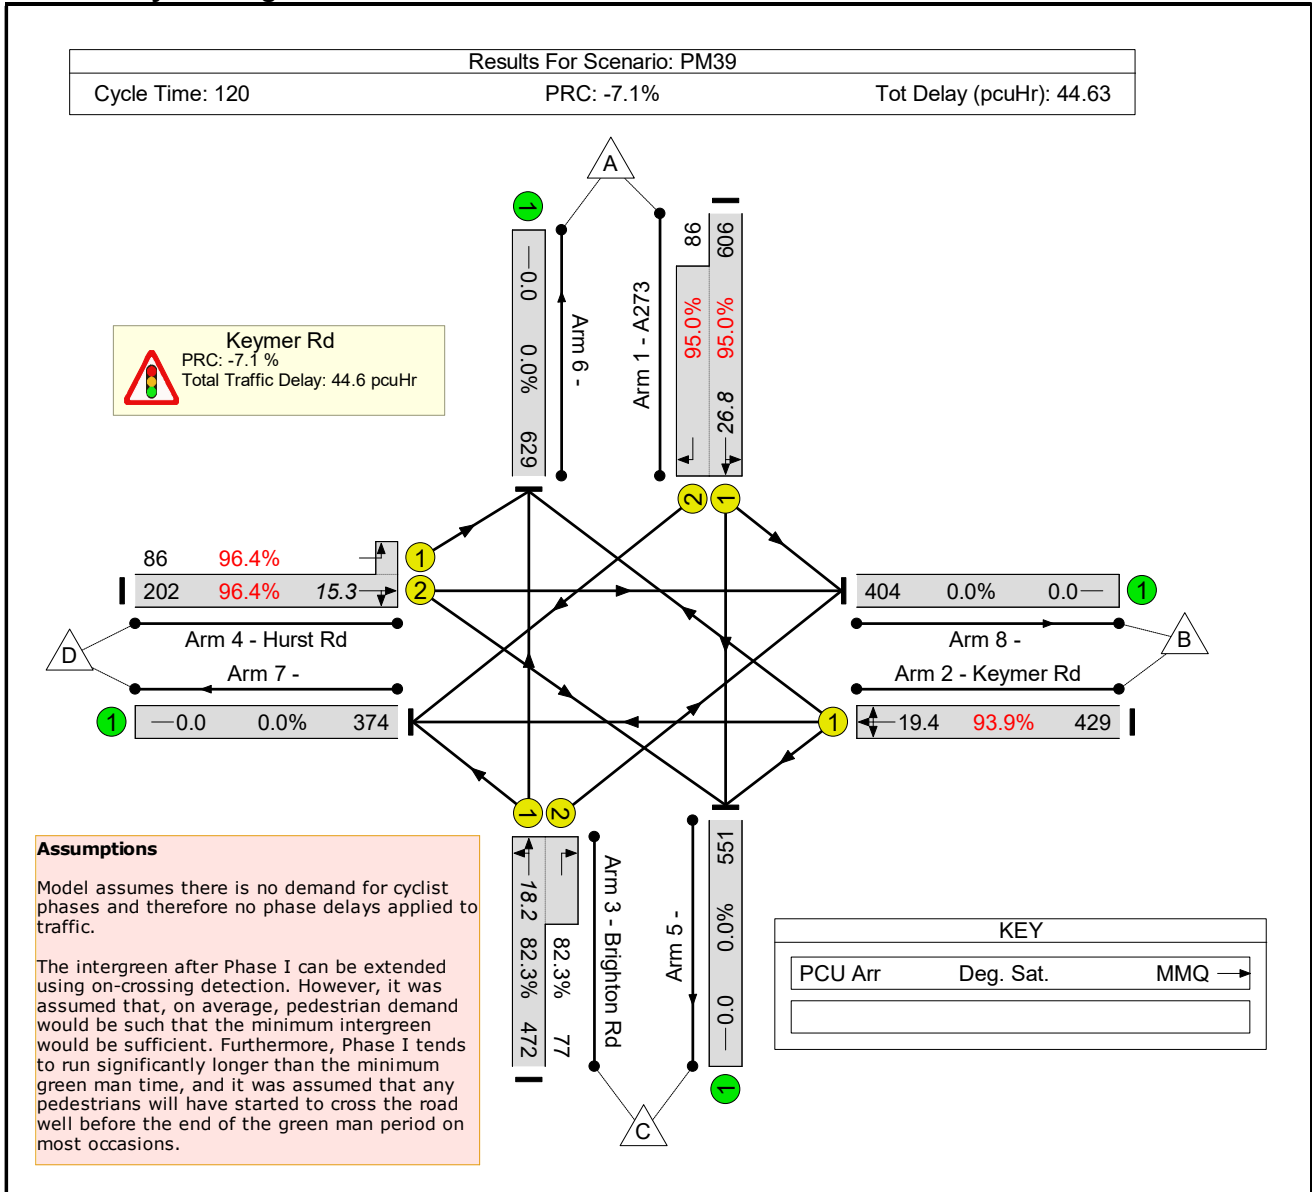 Results For Scenario: PM39
Cycle Time: 120 PRC: -7.1% Tot Delay (pcuHr): 44.63
A
1
0.0 0.0% 629
Arm 6 -
Arm 1 - A273
86 95.0%
606 95.0% 26.8
2 1
Keymer Rd
PRC: -7.1 %
Total Traffic Delay: 44.6 pcuHr
86 96.4% 1
202 96.4% 15.3 2
Arm 4 - Hurst Rd
D
Arm 7 -
1 0.0 0.0% 374
404 0.0% 0.0 1
Arm 8 -
B
Arm 2 - Keymer Rd
1 19.4 93.9% 429
1 2
18.2 82.3% 472
82.3% 77
Arm 3 - Brighton Rd
Arm 5 -
551 0.0% 0.0
1
C
Assumptions
Model assumes there is no demand for cyclist
phases and therefore no phase delays applied to
traffic.
The intergreen after Phase I can be extended
using on-crossing detection. However, it was
assumed that, on average, pedestrian demand
would be such that the minimum intergreen
would be sufficient. Furthermore, Phase I tends
to run significantly longer than the minimum
green man time, and it was assumed that any
pedestrians will have started to cross the road
well before the end of the green man period on
most occasions.
KEY
PCU Arr Deg. Sat. MMQ